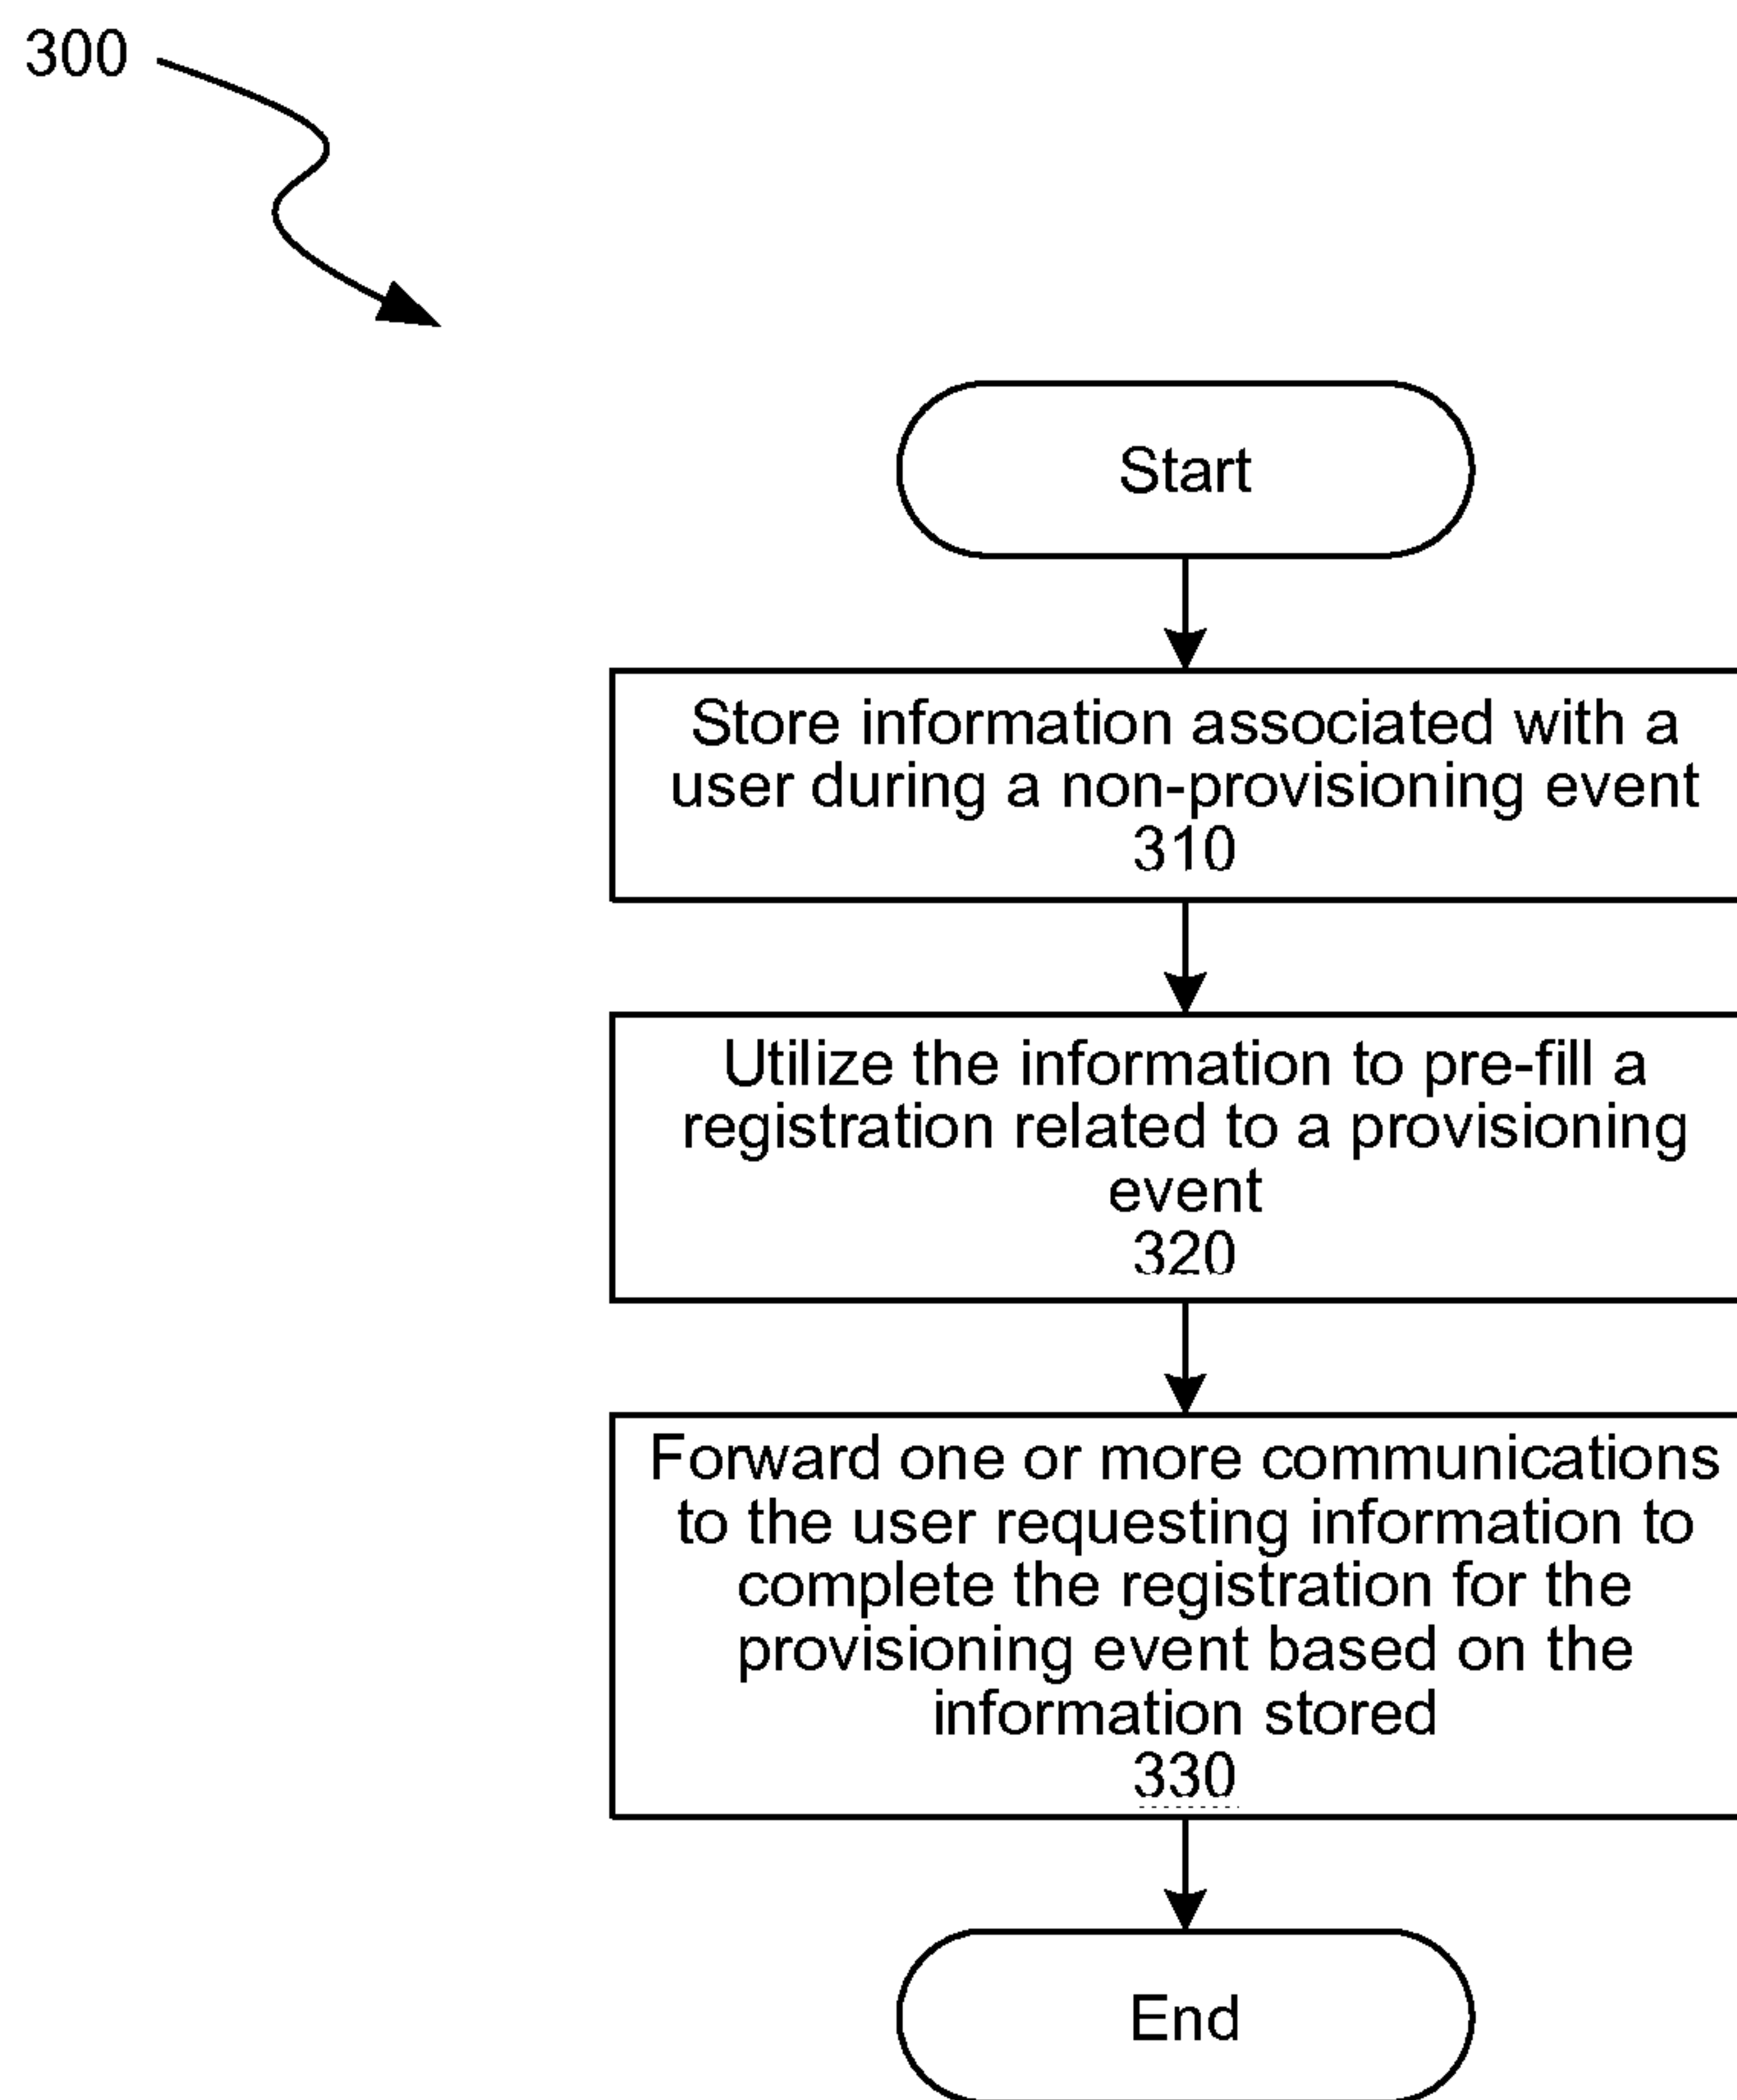 300
Start
Store information associated with a
user during a non-provisioning event
310
Utilize the information to pre-fill a
registration related to a provisioning
event
320
Forward one or more communications
to the user requesting information to
complete the registration for the
provisioning event based on the
information stored
330
End